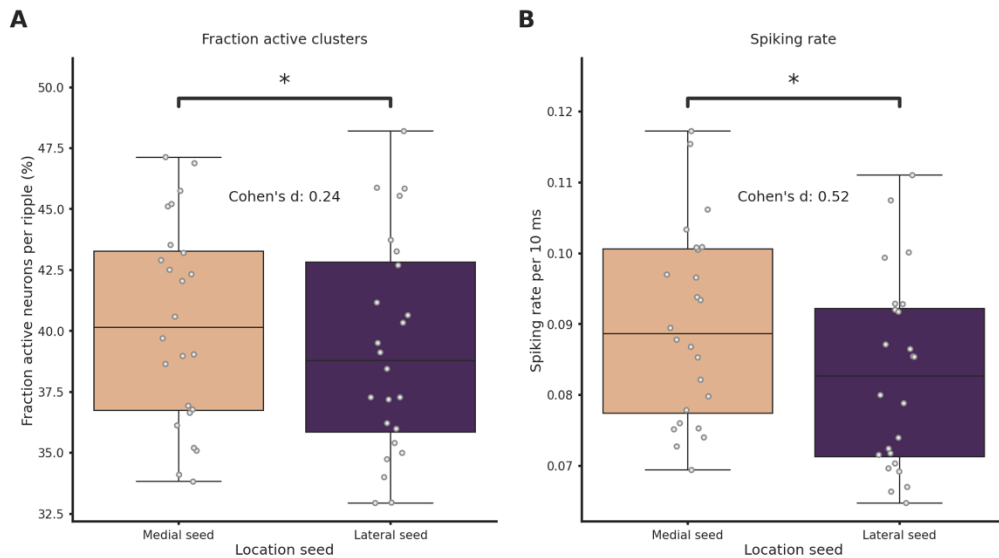 A
Fraction active clusters
*
Cohen's d: 0.24
Fraction active neurons per ripple (%)
50.0
47.5
45.0
42.5
40.0
37.5
35.0
32.5
Medial seed
Lateral seed
Location seed
B
Spiking rate
*
Cohen's d: 0.52
Spiking rate per 10 ms
0.12
0.11
0.10
0.09
0.08
0.07
Medial seed
Lateral seed
Location seed